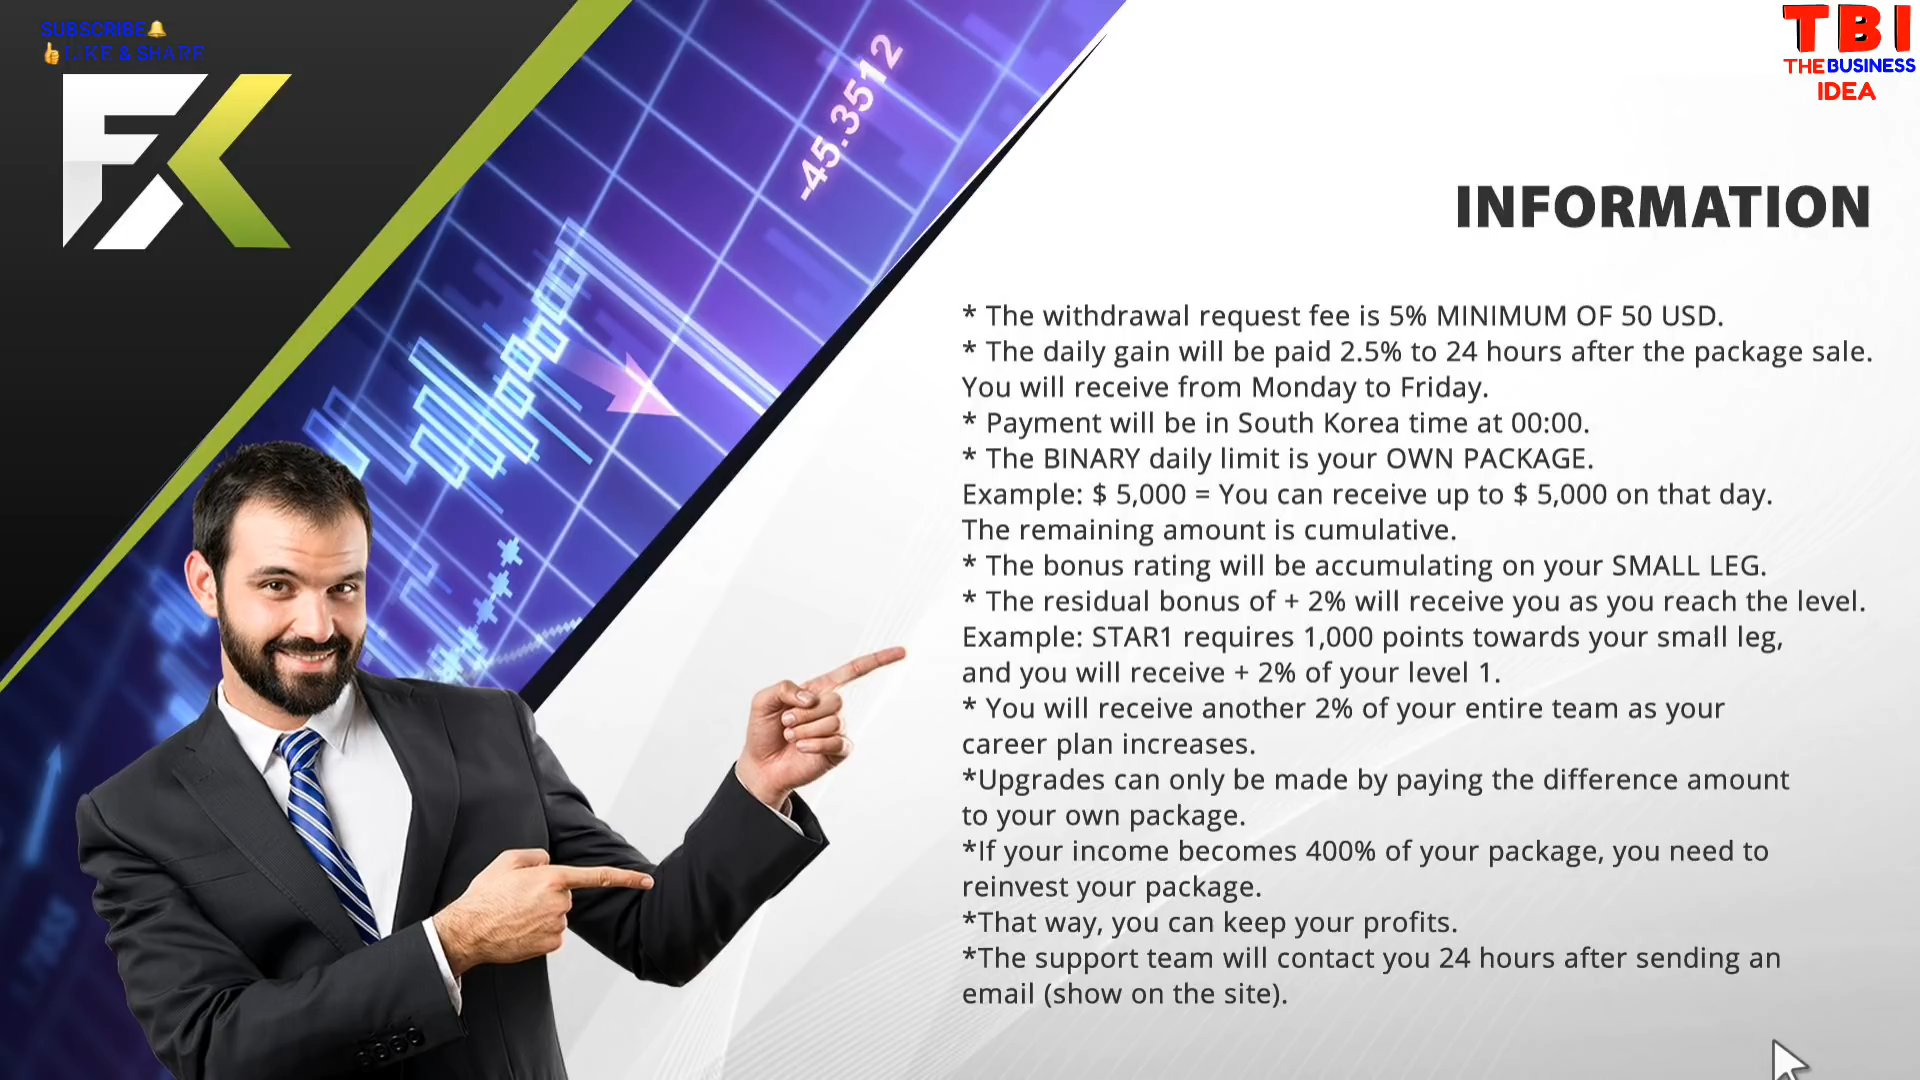 SUBSCRIBE🔔
👍LIKE & SHARE
FX
-45.3512
TBI
THE BUSINESS
IDEA
INFORMATION
* The withdrawal request fee is 5% MINIMUM OF 50 USD.
* The daily gain will be paid 2.5% to 24 hours after the package sale.
You will receive from Monday to Friday.
* Payment will be in South Korea time at 00:00.
* The BINARY daily limit is your OWN PACKAGE.
Example: $ 5,000 = You can receive up to $ 5,000 on that day.
The remaining amount is cumulative.
* The bonus rating will be accumulating on your SMALL LEG.
* The residual bonus of + 2% will receive you as you reach the level.
Example: STAR1 requires 1,000 points towards your small leg,
and you will receive + 2% of your level 1.
* You will receive another 2% of your entire team as your
career plan increases.
*Upgrades can only be made by paying the difference amount
to your own package.
*If your income becomes 400% of your package, you need to
reinvest your package.
*That way, you can keep your profits.
*The support team will contact you 24 hours after sending an
email (show on the site).